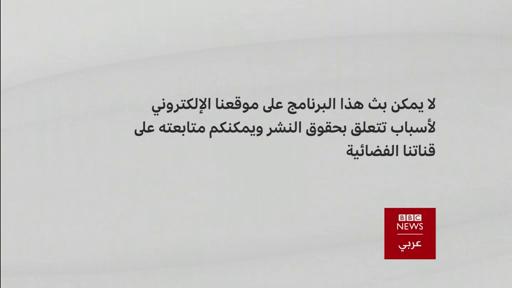 لا يمكن بث هذا البرنامج على موقعنا الإلكتروني
لأسباب تتعلق بحقوق النشر ويمكنكم متابعته على
قناتنا الفضائية
BBC
NEWS
عربي